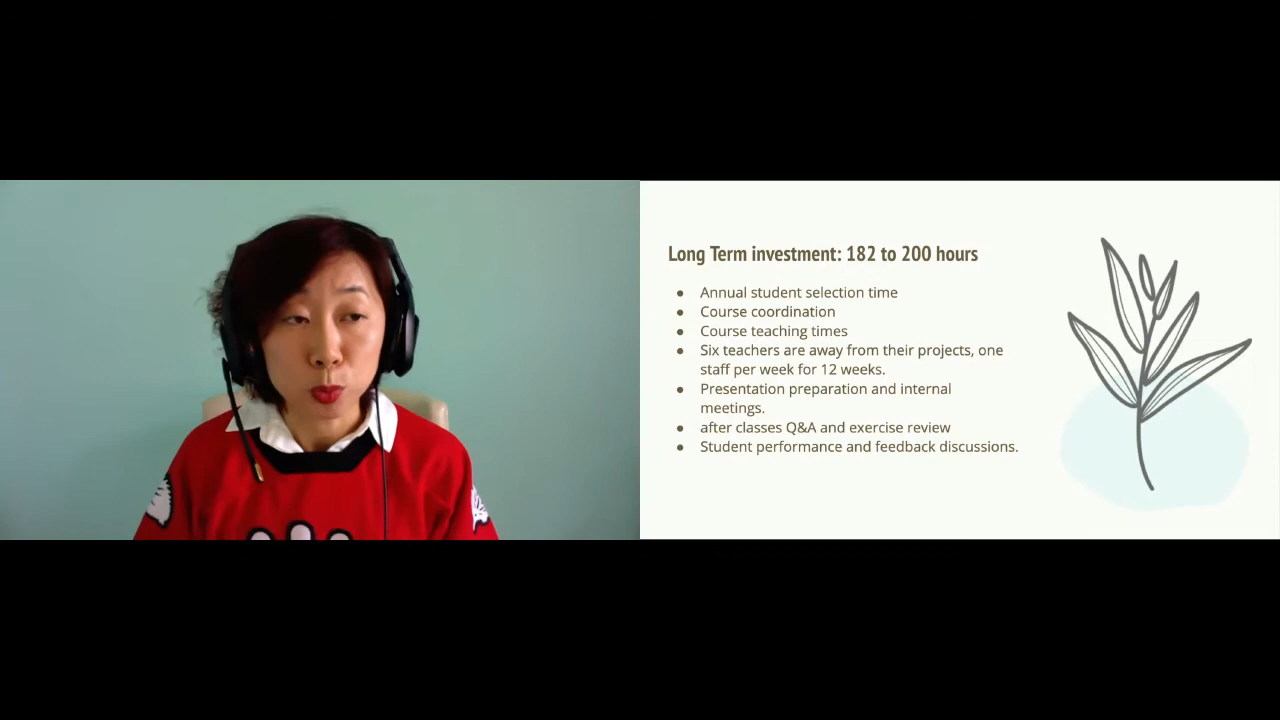 Long Term investment: 182 to 200 hours
● Annual student selection time
● Course coordination
● Course teaching times
● Six teachers are away from their projects, one
staff per week for 12 weeks.
● Presentation preparation and internal
meetings.
● after classes Q&A and exercise review
● Student performance and feedback discussions.